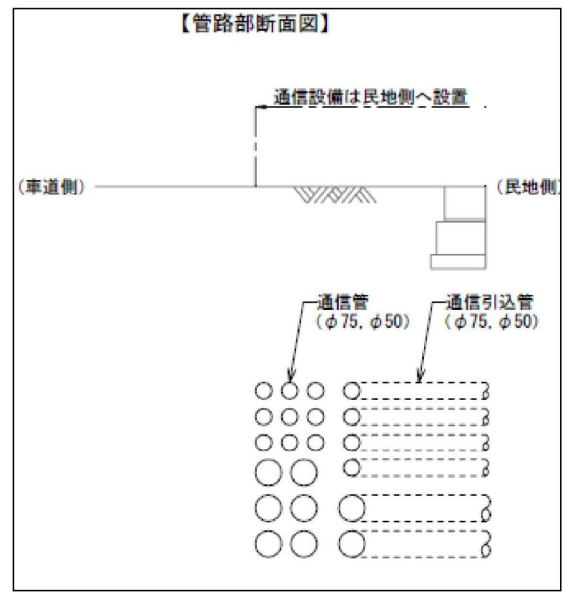 【管路部断面図】
通信設備は民地側へ設置
(車道側)
(民地側)
通信管
(φ75, φ50)
通信引込管
(φ75, φ50)